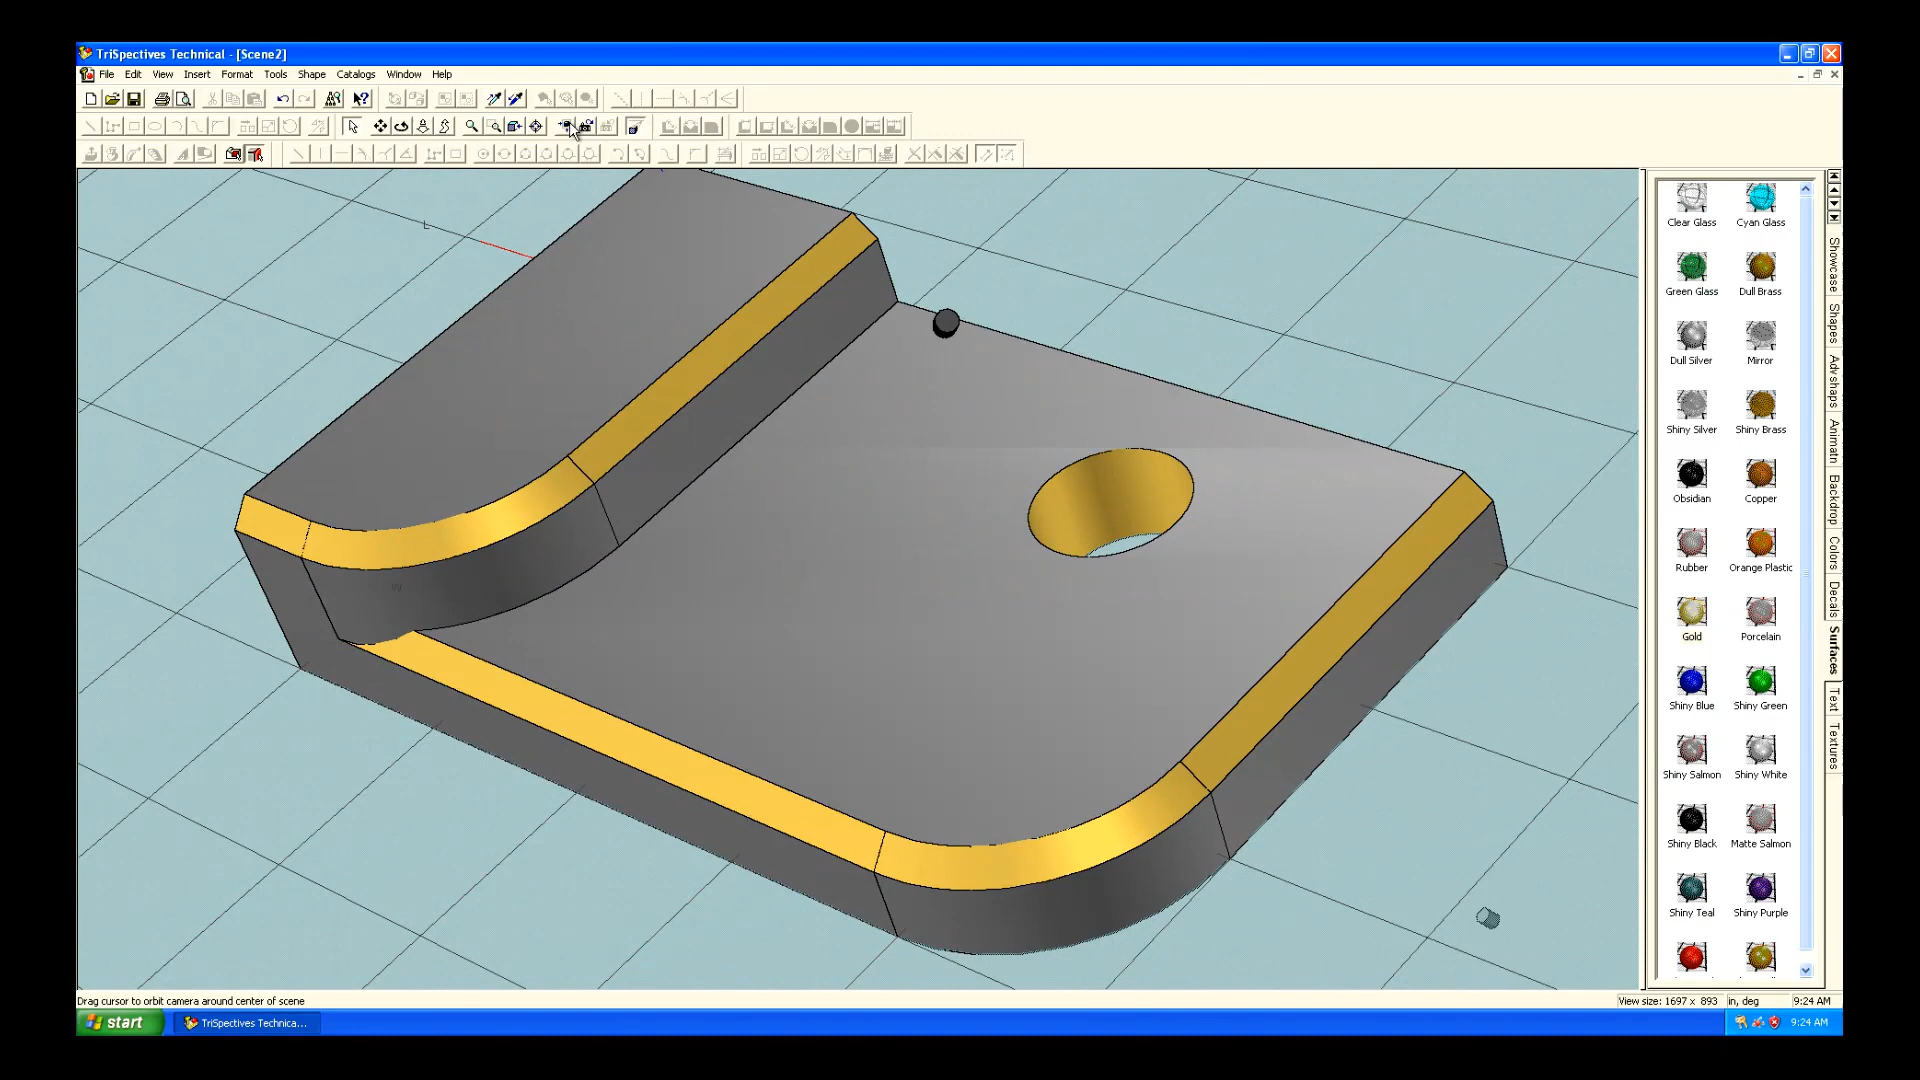 TriSpectives Technical - [Scene2]
File Edit View Insert Format Tools Shape Catalogs Window Help
L
W
Clear Glass Cyan Glass
Green Glass Dull Brass
Dull Silver Mirror
Shiny Silver Shiny Brass
Obsidian Copper
Rubber Orange Plastic
Gold Porcelain
Shiny Blue Shiny Green
Shiny Salmon Shiny White
Shiny Black Matte Salmon
Shiny Teal Shiny Purple
Showcase
Shapes
Advshaps
Animatn
Backdrop
Colors
Decals
Surfaces
Text
Textures
Drag cursor to orbit camera around center of scene
View size: 1697 x 893 in, deg 9:24 AM
start TriSpectives Technica... 9:24 AM